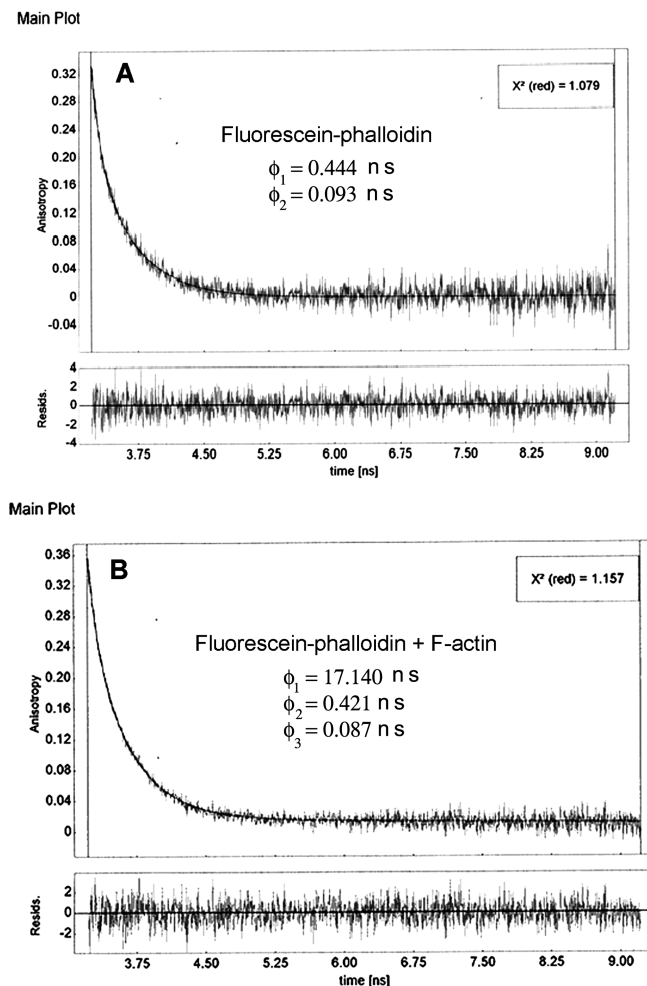 Main Plot
A
X² (red) = 1.079
Fluorescein-phalloidin
ϕ1 = 0.444 ns
ϕ2 = 0.093 ns
Anisotropy
0.32
0.28
0.24
0.20
0.16
0.12
0.08
0.04
0
-0.04
Resids.
4
2
0
-2
-4
3.75 4.50 5.25 6.00 6.75 7.50 8.25 9.00
time [ns]
Main Plot
B
X² (red) = 1.157
Fluorescein-phalloidin + F-actin
ϕ1 = 17.140 ns
ϕ2 = 0.421 ns
ϕ3 = 0.087 ns
Anisotropy
0.36
0.32
0.28
0.24
0.20
0.16
0.12
0.08
0.04
0
Resids.
2
0
-2
3.75 4.50 5.25 6.00 6.75 7.50 8.25 9.00
time [ns]